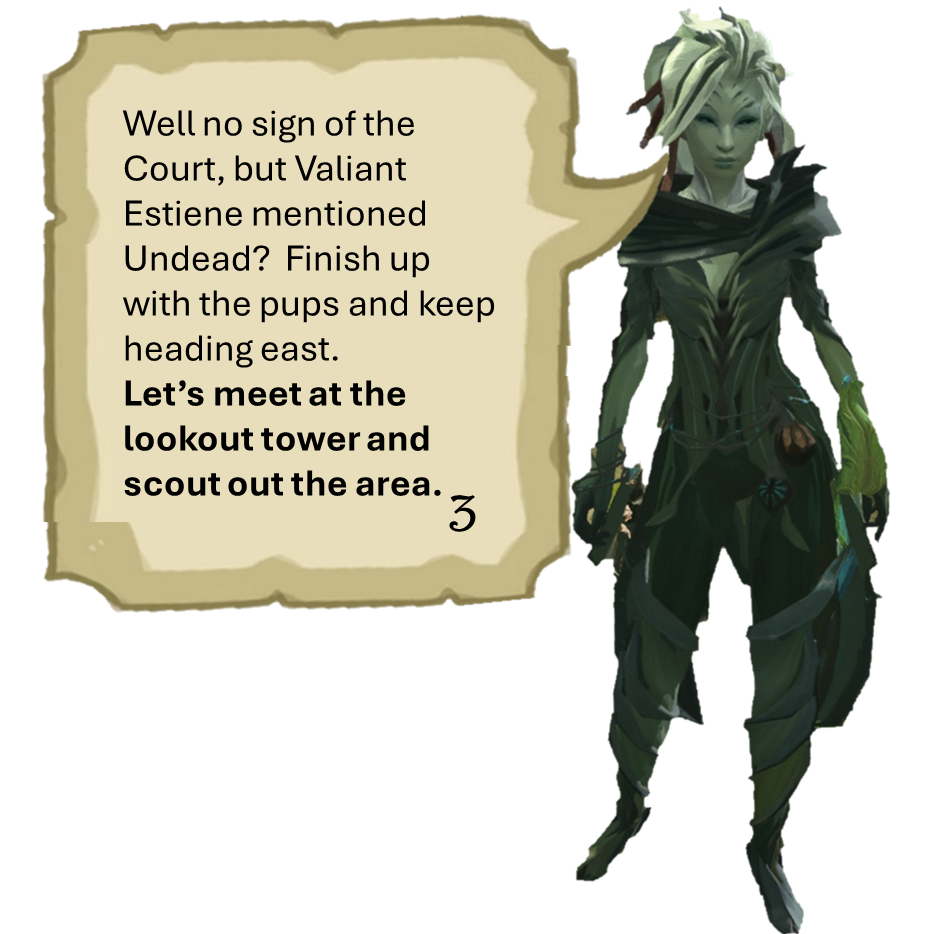 Well no sign of the
Court, but Valiant
Estiene mentioned
Undead?  Finish up
with the pups and keep
heading east.
Let’s meet at the
lookout tower and
scout out the area.
3